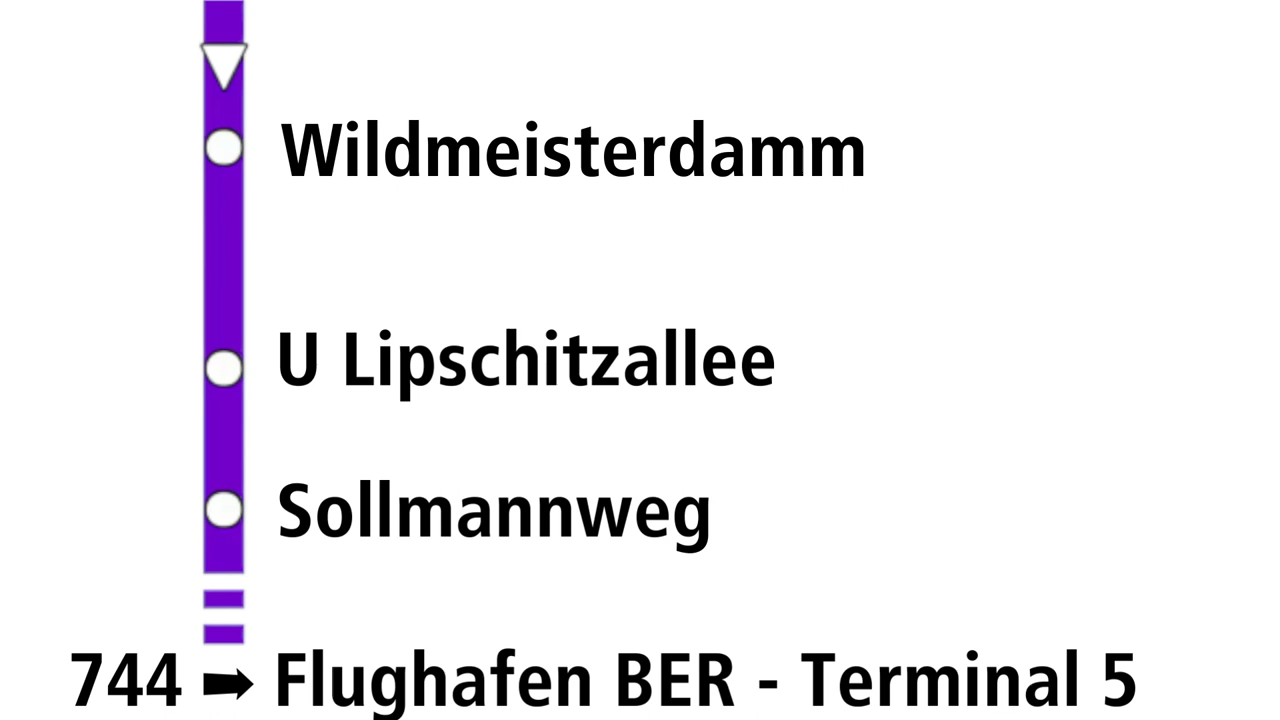 Wildmeisterdamm
U Lipschitzallee
Sollmannweg
744 ➡ Flughafen BER - Terminal 5